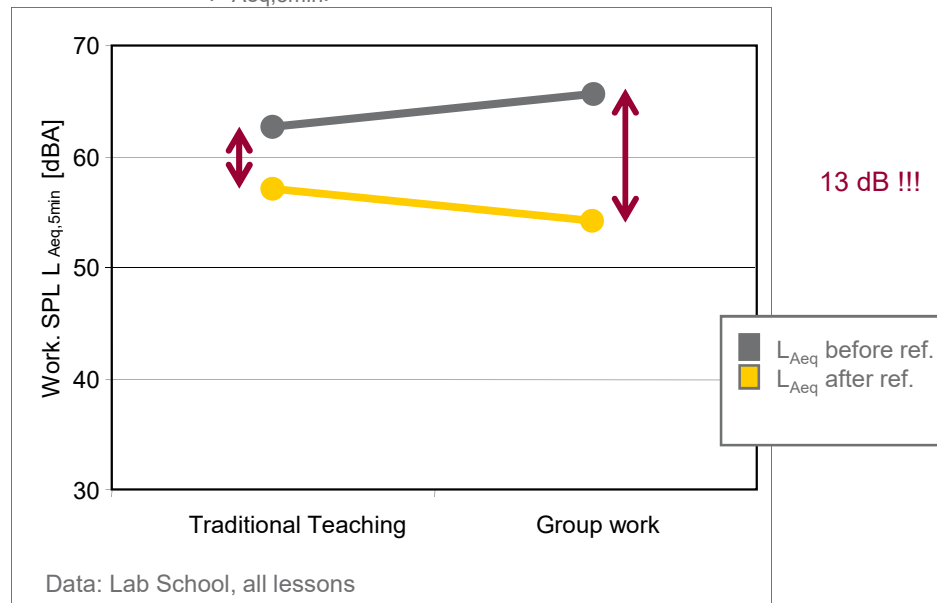 70
60
50
40
30
Work. SPL L Aeq,5min [dBA]
Traditional Teaching
Group work
13 dB !!!
LAeq before ref.
LAeq after ref.
Data: Lab School, all lessons